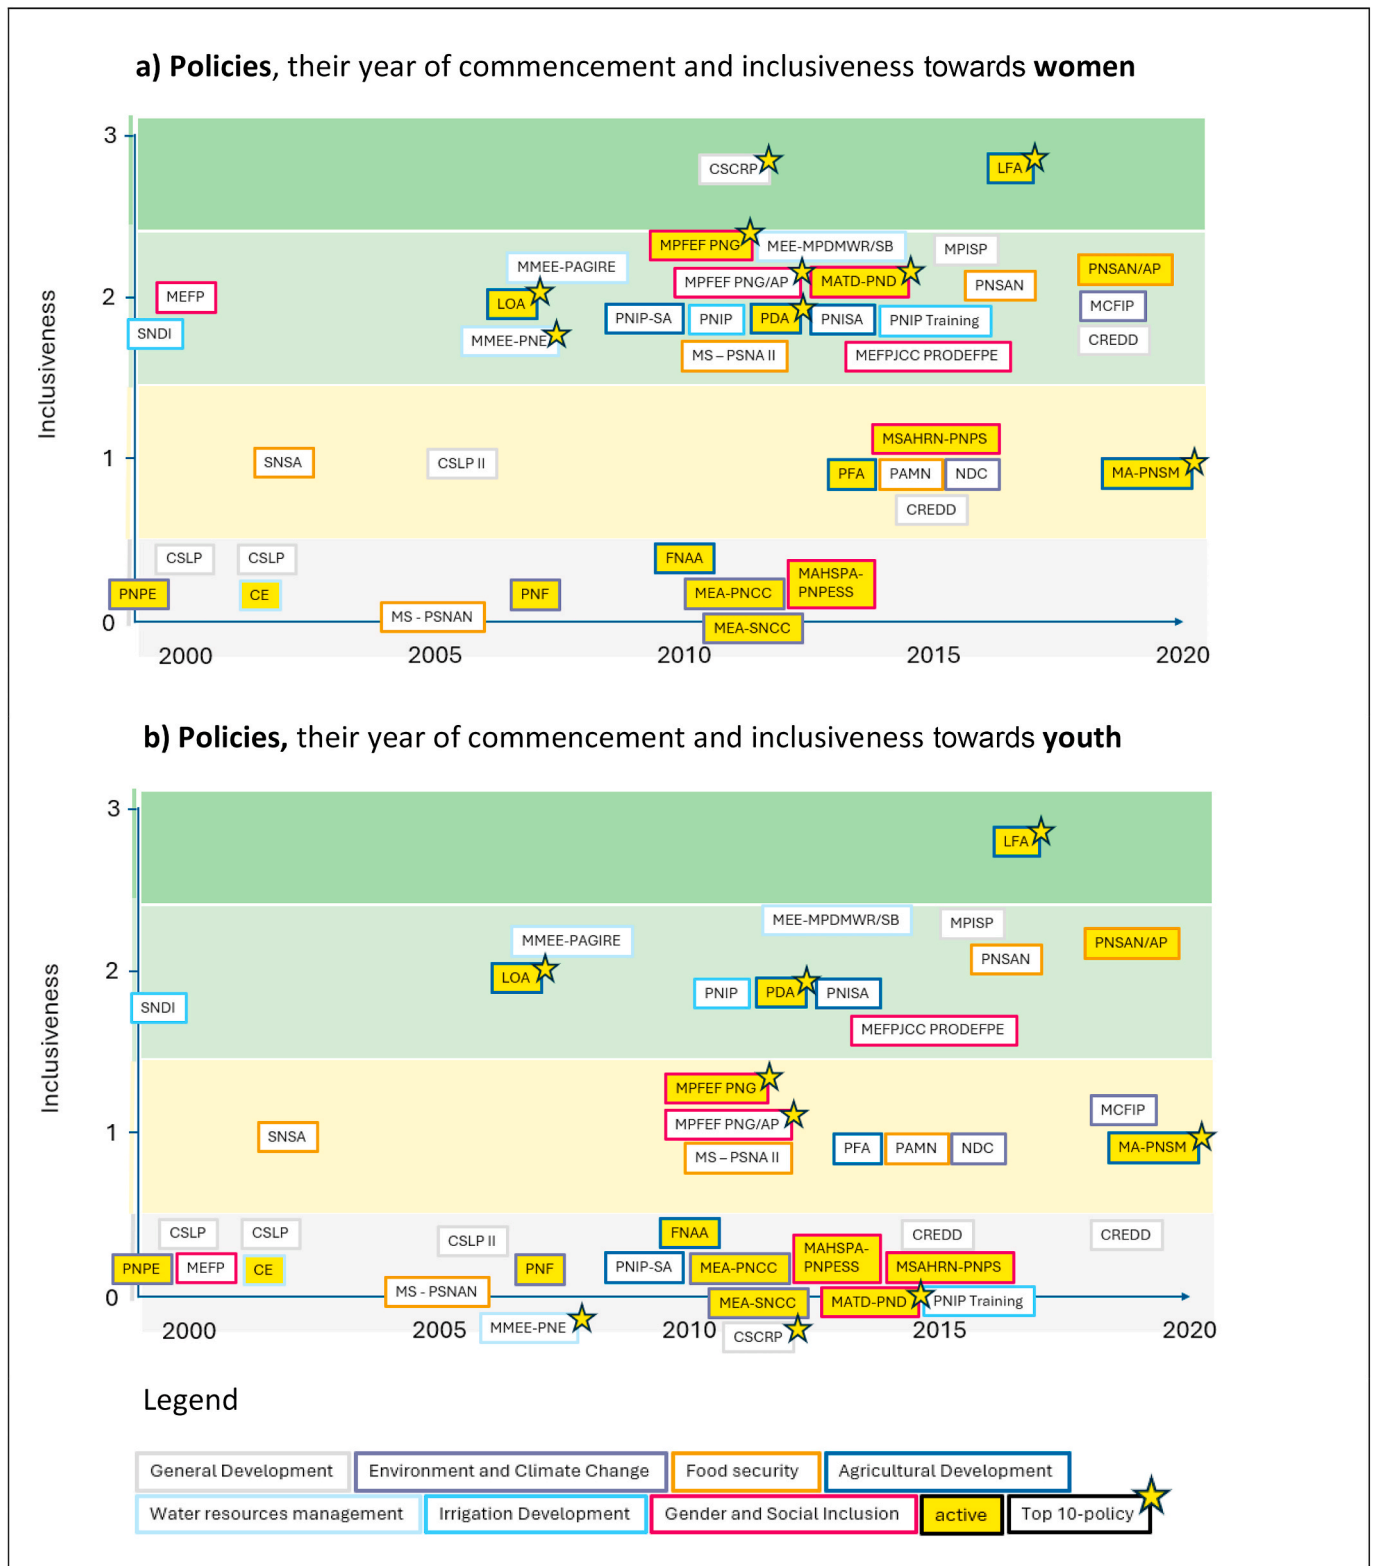 a) Policies, their year of commencement and inclusiveness towards women
3
CSCRP
LFA
MPFEF PNG
MEE-MPDMWR/SB
MPISP
MMEE-PAGIRE
PNSAN/AP
MPFEF PNG/AP
MATD-PND
PNSAN
Inclusiveness
2
MEFP
LOA
MCFIP
SNDI
PNIP-SA
PNIP
PDA
PNISA
PNIP Training
MMEE-PNE
CREDD
MS – PSNA II
MEFPJCC PRODEFPE
MSAHRN-PNPS
1
SNSA
CSLP II
PFA
PAMN
NDC
MA-PNSM
CREDD
CSLP
CSLP
FNAA
MAHSPA-
PNPESS
PNPE
CE
PNF
MEA-PNCC
0
MS - PSNAN
MEA-SNCC
2000
2005
2010
2015
2020
b) Policies, their year of commencement and inclusiveness towards youth
3
LFA
MEE-MPDMWR/SB
MPISP
MMEE-PAGIRE
PNSAN/AP
PNSAN
2
LOA
PNIP
PDA
PNISA
SNDI
MEFPJCC PRODEFPE
Inclusiveness
MPFEF PNG
MCFIP
MPFEF PNG/AP
1
SNSA
PFA
PAMN
NDC
MA-PNSM
MS – PSNA II
CSLP
CSLP
CSLP II
FNAA
CREDD
CREDD
MAHSPA-
PNPESS
PNPE
MEFP
CE
PNF
PNIP-SA
MEA-PNCC
MSAHRN-PNPS
0
MS - PSNAN
MEA-SNCC
MATD-PND
PNIP Training
MMEE-PNE
CSCRP
2000
2005
2010
2015
2020
Legend
General Development
Environment and Climate Change
Food security
Agricultural Development
Water resources management
Irrigation Development
Gender and Social Inclusion
active
Top 10-policy